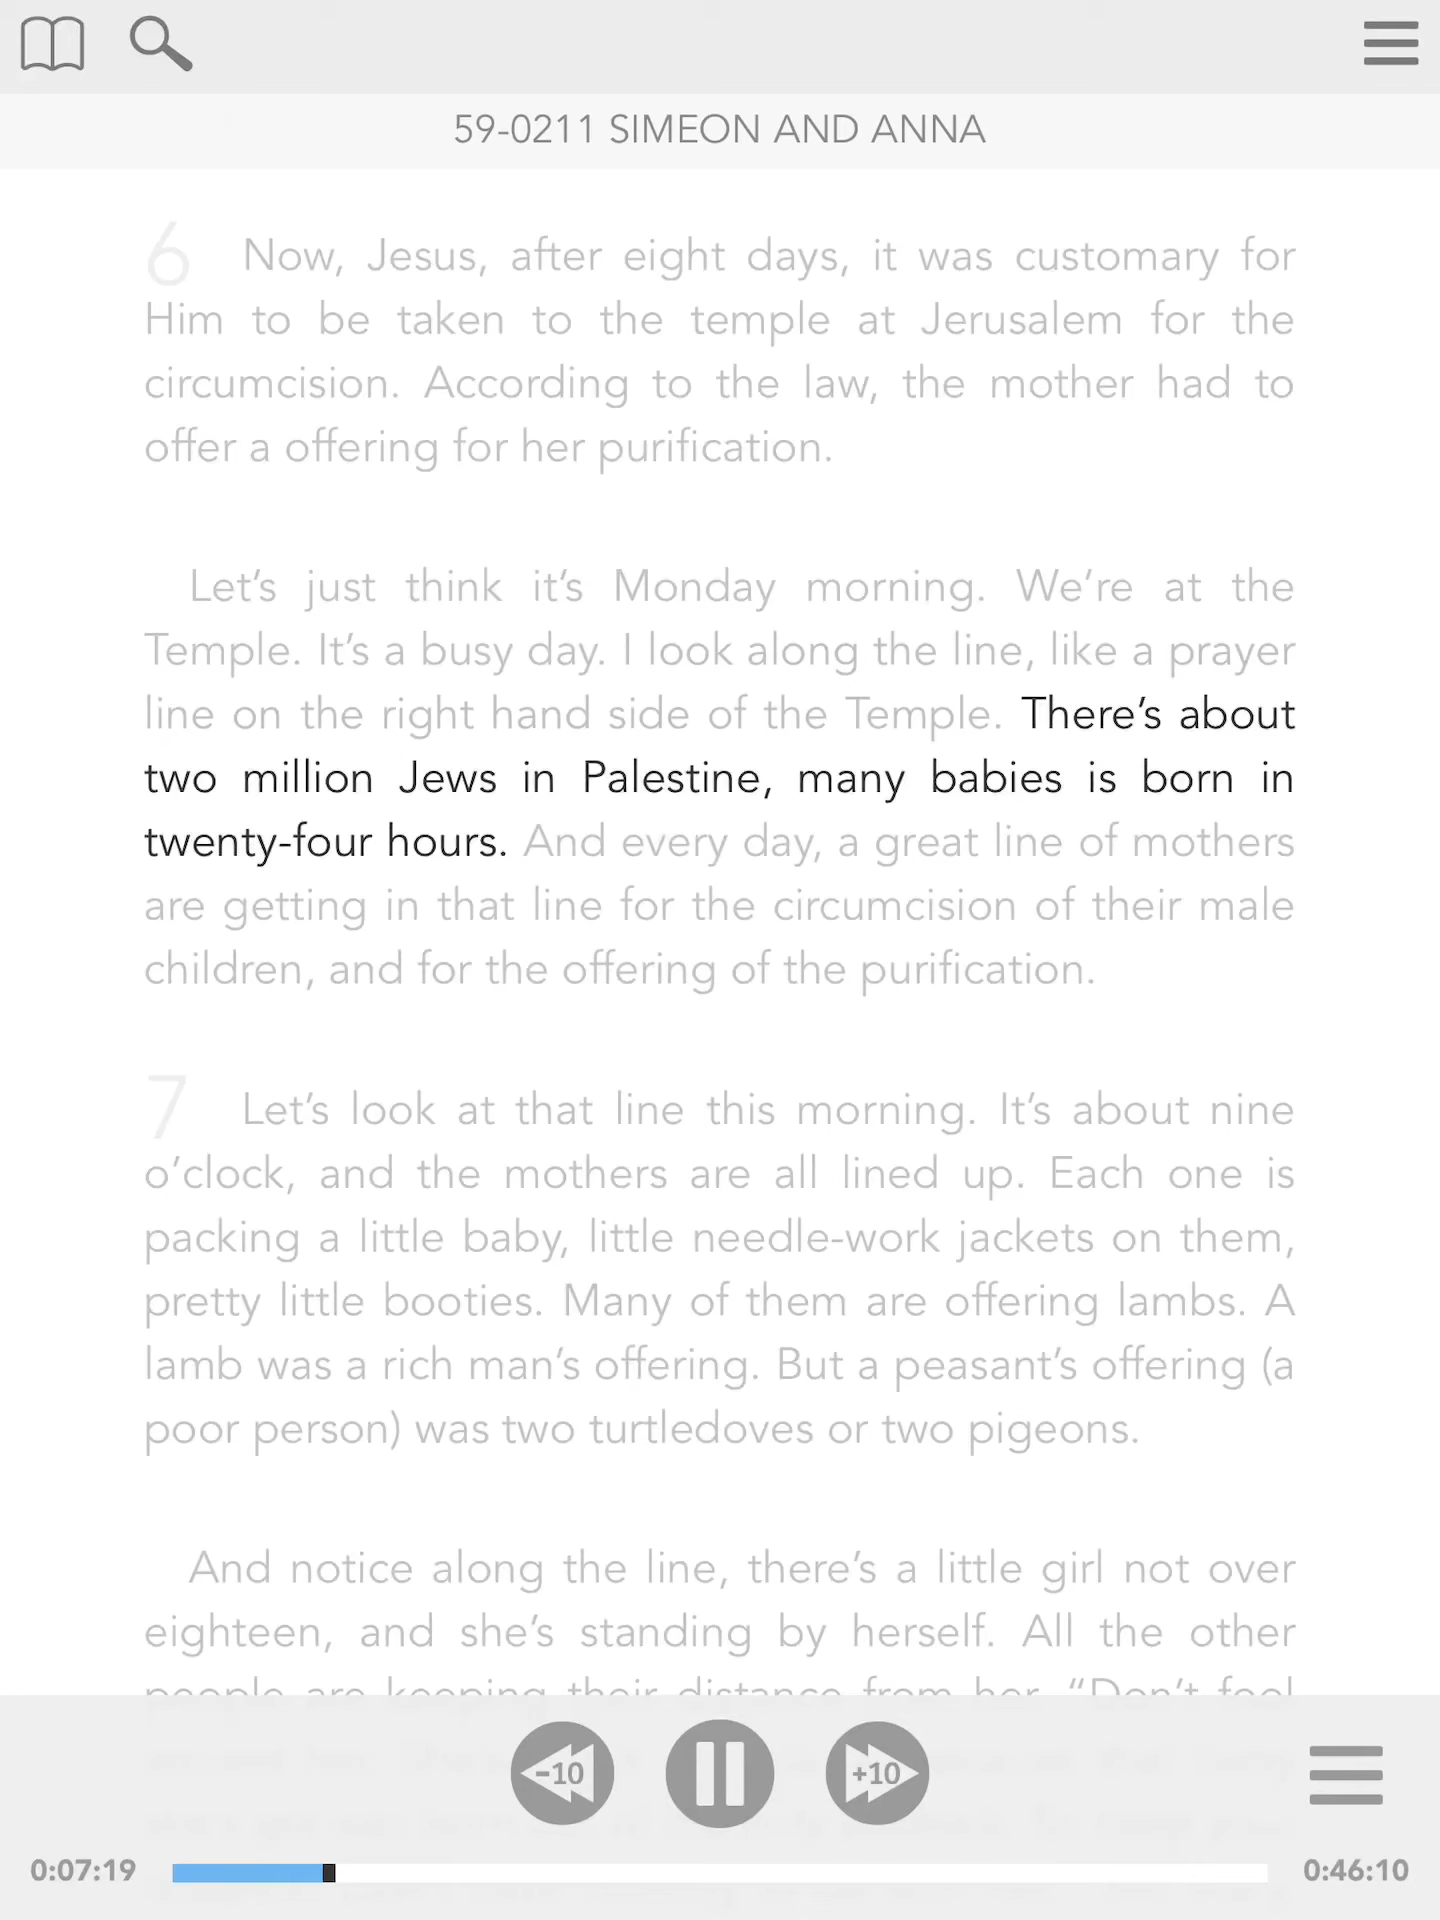 59-0211 SIMEON AND ANNA
6 Now, Jesus, after eight days, it was customary for
Him to be taken to the temple at Jerusalem for the
circumcision. According to the law, the mother had to
offer a offering for her purification.
Let’s just think it’s Monday morning. We’re at the
Temple. It’s a busy day. I look along the line, like a prayer
line on the right hand side of the Temple. There’s about
two million Jews in Palestine, many babies is born in
twenty-four hours. And every day, a great line of mothers
are getting in that line for the circumcision of their male
children, and for the offering of the purification.
7 Let’s look at that line this morning. It’s about nine
o’clock, and the mothers are all lined up. Each one is
packing a little baby, little needle-work jackets on them,
pretty little booties. Many of them are offering lambs. A
lamb was a rich man’s offering. But a peasant’s offering (a
poor person) was two turtledoves or two pigeons.
And notice along the line, there’s a little girl not over
eighteen, and she’s standing by herself. All the other
people are keeping their distance from her. “Don’t fool
-10 +10
0:07:19 0:46:10